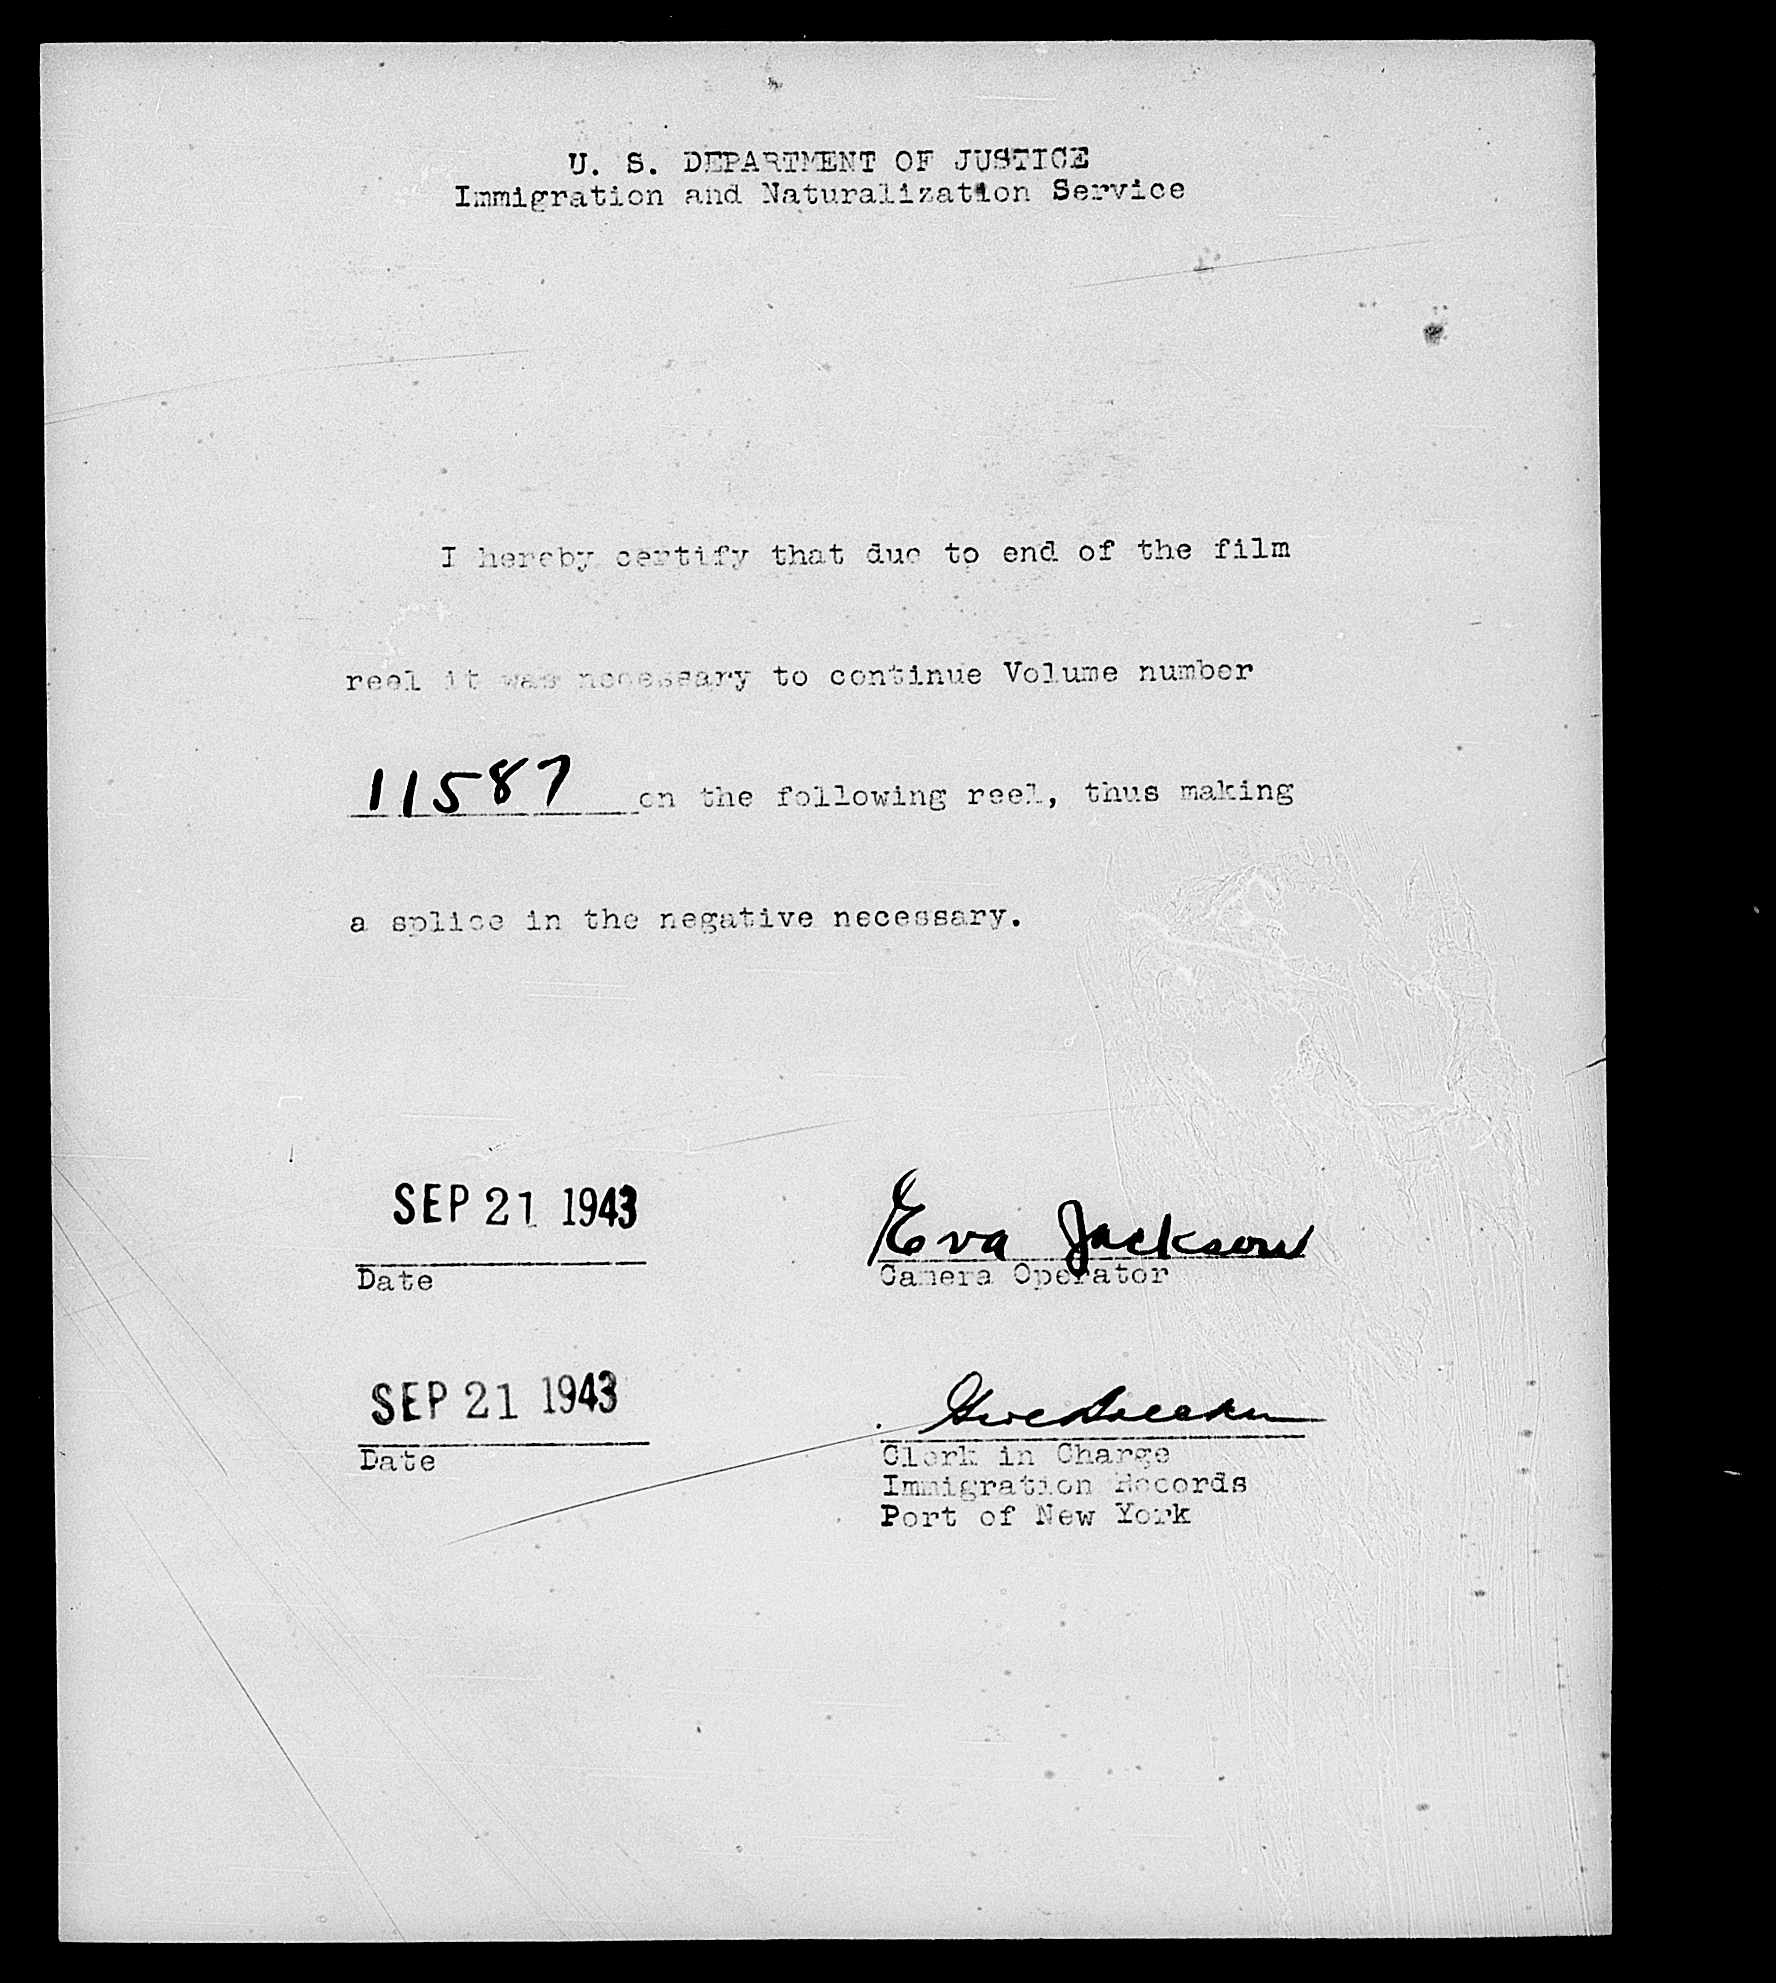 U. S. DEPARTMENT OF JUSTICE
Immigration and Naturalization Service
I hereby certify that due to end of the film
reel it was necessary to continue Volume number
11587 on the following reel, thus making
a splice in the negative necessary.
SEP 21 1943
Eva Jackson
Date
Camera Operator
SEP 21 1943
Date
Clerk in Charge
Immigration Records
Port of New York